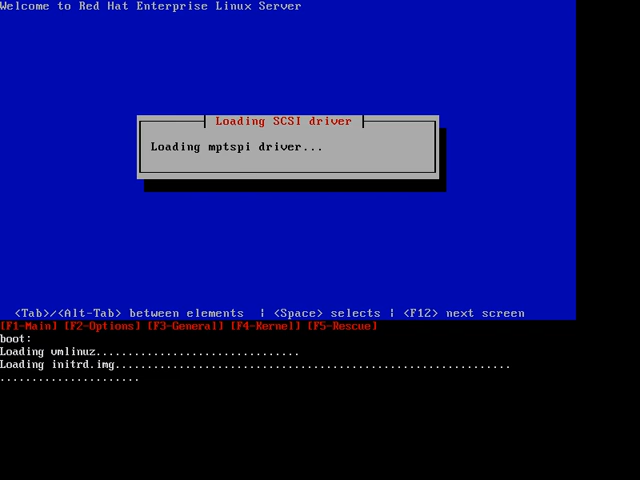 Welcome to Red Hat Enterprise Linux Server
Loading SCSI driver
Loading mptspi driver...
<Tab>/<Alt-Tab> between elements | <Space> selects | <F12> next screen
[F1-Main] [F2-Options] [F3-General] [F4-Kernel] [F5-Rescue]
boot:
Loading vmlinuz................................
Loading initrd.img..............................................................
......................